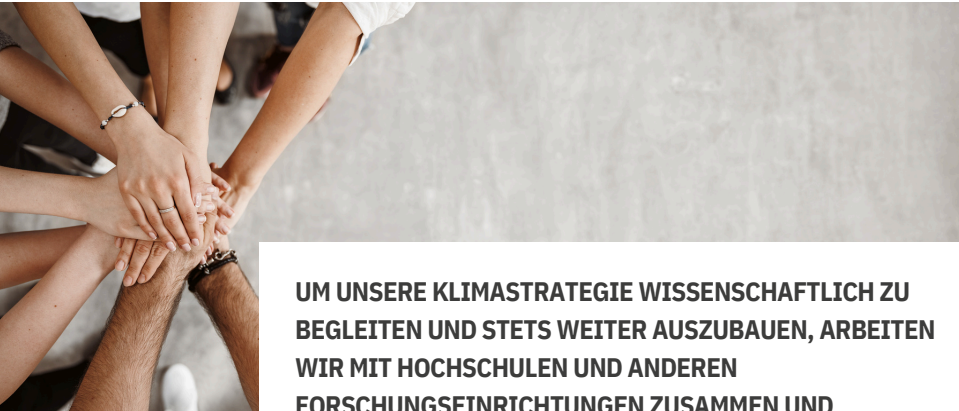 UM UNSERE KLIMASTRATEGIE WISSENSCHAFTLICH ZU
BEGLEITEN UND STETS WEITER AUSZUBAUEN, ARBEITEN
WIR MIT HOCHSCHULEN UND ANDEREN
FORSCHUNGSEINRICHTUNGEN ZUSAMMEN UND